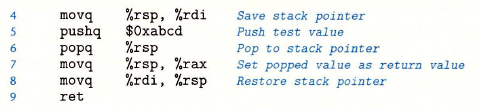 4 movq %rsp, %rdi Save stack pointer
5 pushq $0xabcd Push test value
6 popq %rsp Pop to stack pointer
7 movq %rsp, %rax Set popped value as return value
8 movq %rdi, %rsp Restore stack pointer
9 ret